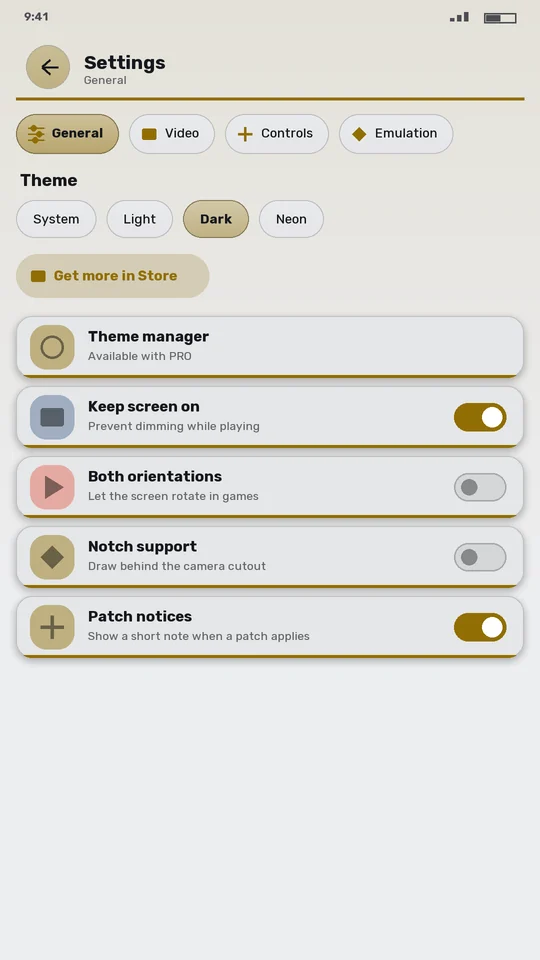 9:41
Settings
General
General
Video
Controls
Emulation
Theme
System
Light
Dark
Neon
Get more in Store
Theme manager
Available with PRO
Keep screen on
Prevent dimming while playing
Both orientations
Let the screen rotate in games
Notch support
Draw behind the camera cutout
Patch notices
Show a short note when a patch applies